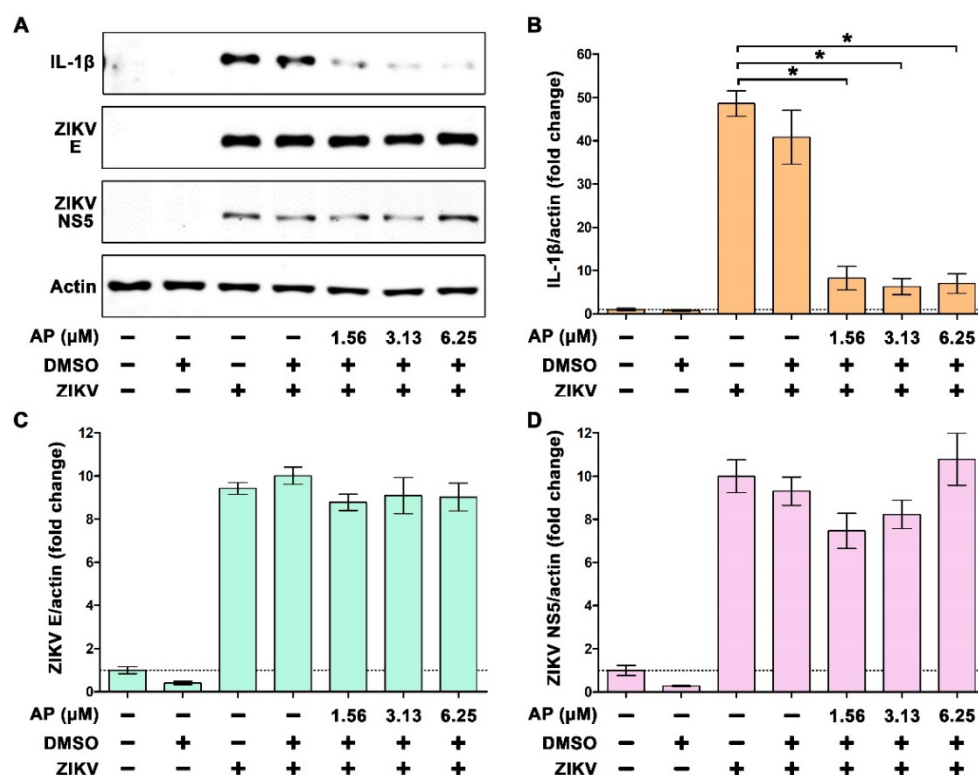 A
IL-1β
ZIKV
E
ZIKV
NS5
Actin
AP (μM) – – – – 1.56 3.13 6.25
DMSO – + – + + + +
ZIKV – – + + + + +
B
IL-1β/actin (fold change)
60
50
40
30
20
10
0
*
*
*
1.56 3.13 6.25
– – – – + + +
– + – + + + +
– – + + + + +
C
ZIKV E/actin (fold change)
12
10
8
6
4
2
0
AP (μM) – – – – 1.56 3.13 6.25
DMSO – + – + + + +
ZIKV – – + + + + +
D
ZIKV NS5/actin (fold change)
12
10
8
6
4
2
0
AP (μM) – – – – 1.56 3.13 6.25
DMSO – + – + + + +
ZIKV – – + + + + +